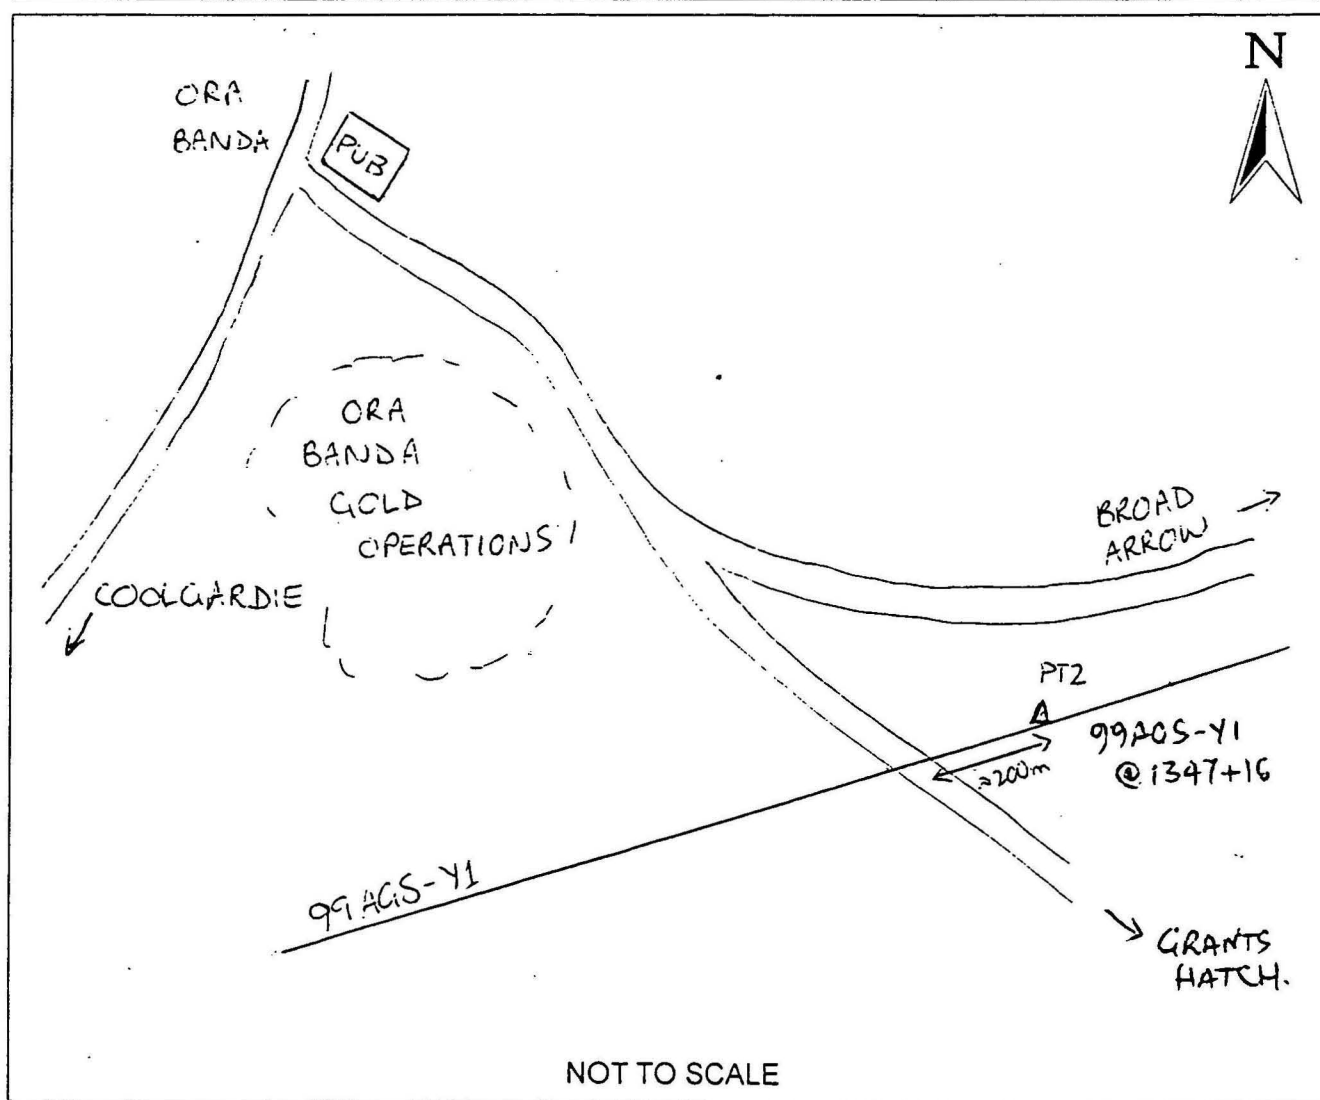 N
ORA
BANDA
PUB
ORA
BANDA
GOLD
OPERATIONS
BROAD
ARROW
COOLGARDIE
PT2
99AGS-Y1
@ 1347+16
≈200m
99AGS-Y1
GRANTS
HATCH.
NOT TO SCALE